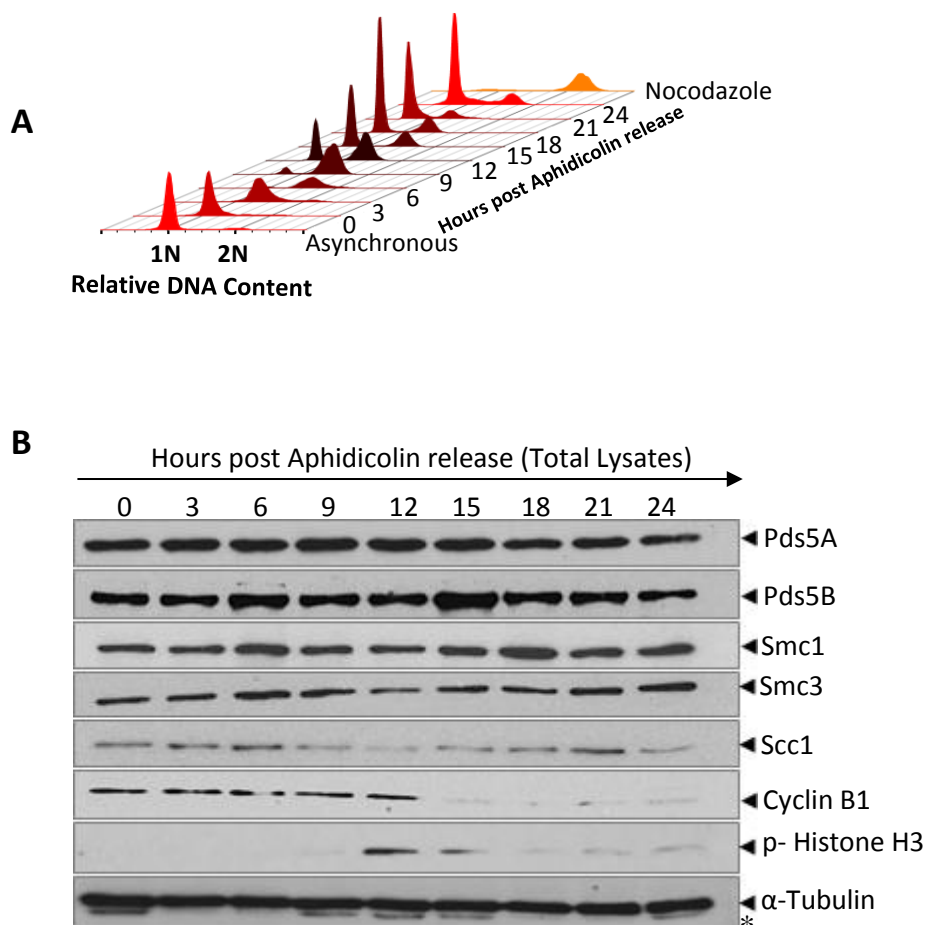 A
Nocodazole
24
21
18
15
12
9
6
3
0
Hours post Aphidicolin release
Asynchronous
1N 2N
Relative DNA Content
B
Hours post Aphidicolin release (Total Lysates)
0 3 6 9 12 15 18 21 24
Pds5A
Pds5B
Smc1
Smc3
Scc1
Cyclin B1
p- Histone H3
α-Tubulin
*